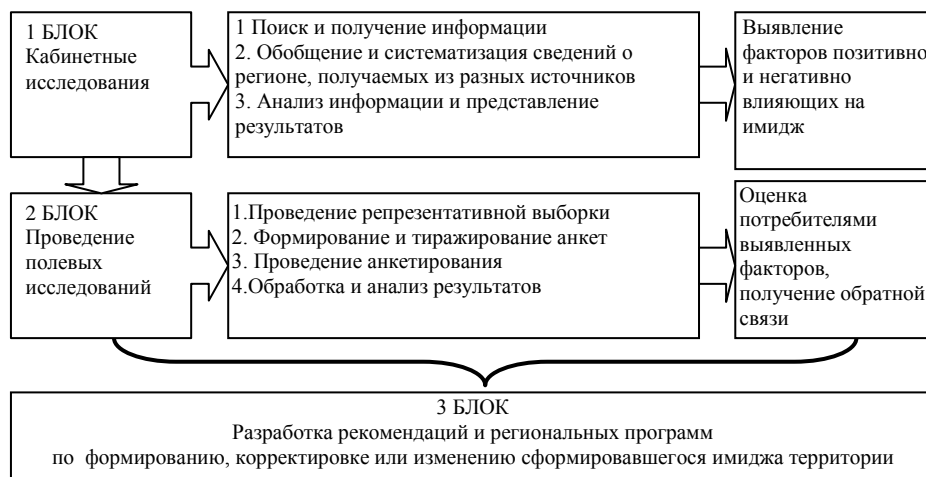 1 БЛОК
Кабинетные
исследования
1 Поиск и получение информации
2. Обобщение и систематизация сведений о
регионе, получаемых из разных источников
3. Анализ информации и представление
результатов
Выявление
факторов позитивно
и негативно
влияющих на
имидж
2 БЛОК
Проведение
полевых
исследований
1.Проведение репрезентативной выборки
2. Формирование и тиражирование анкет
3. Проведение анкетирования
4.Обработка и анализ результатов
Оценка
потребителями
выявленных
факторов,
получение обратной
связи
3 БЛОК
Разработка рекомендаций и региональных программ
по формированию, корректировке или изменению сформировавшегося имиджа территории